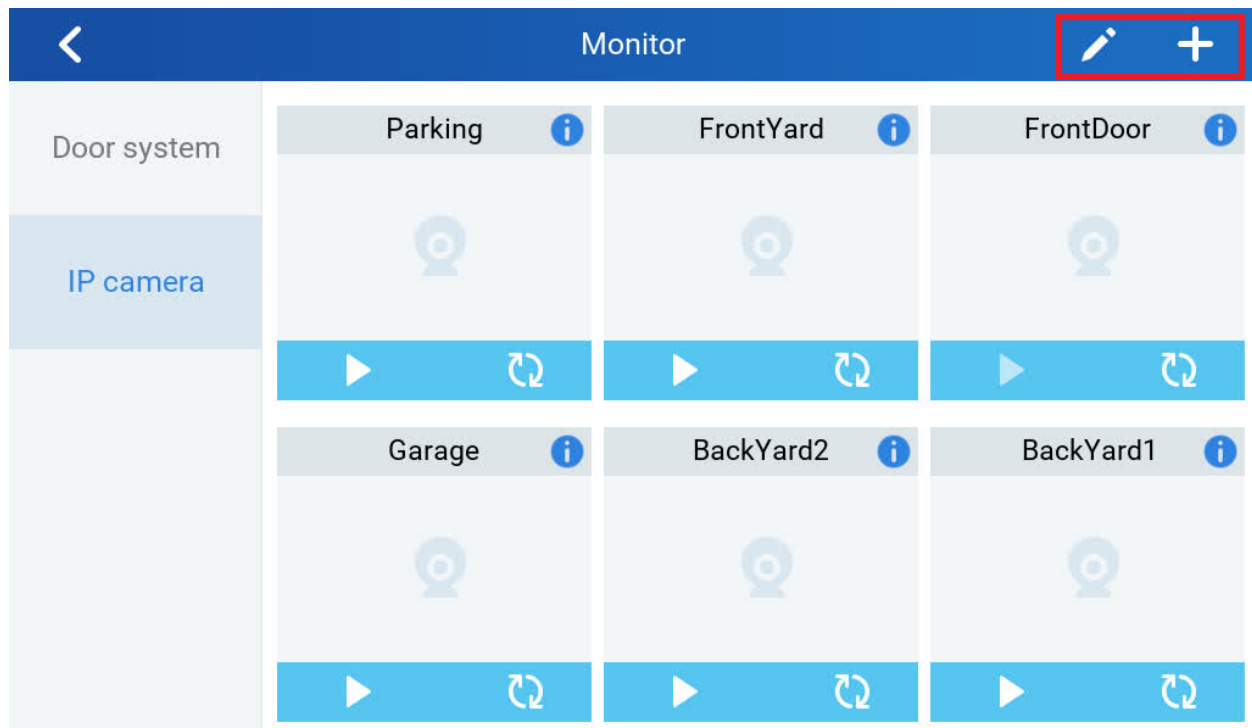 Monitor
Door system
IP camera
Parking
FrontYard
FrontDoor
Garage
BackYard2
BackYard1